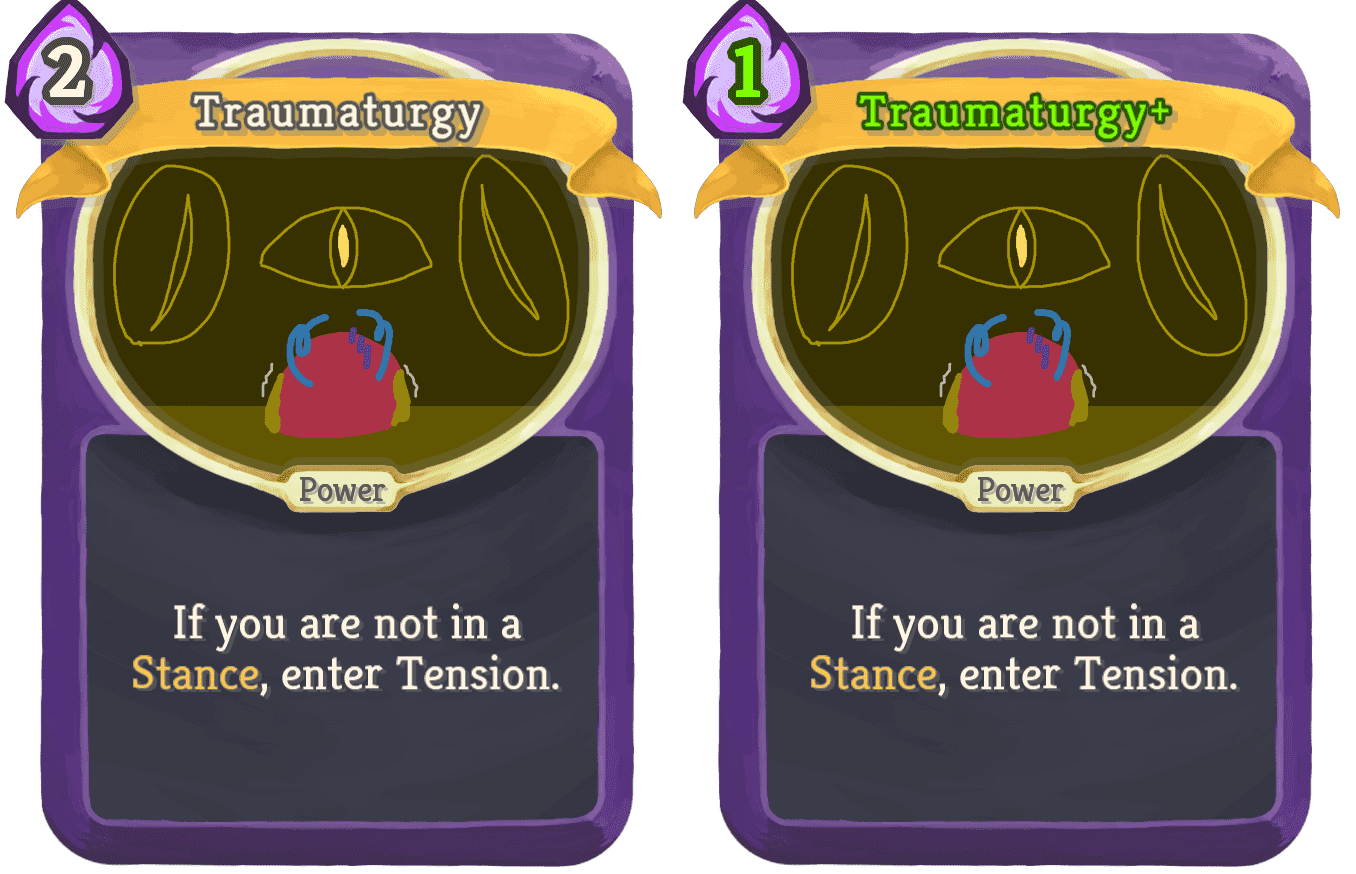 2
Traumaturgy
Power
If you are not in a
Stance, enter Tension.
1
Traumaturgy+
Power
If you are not in a
Stance, enter Tension.